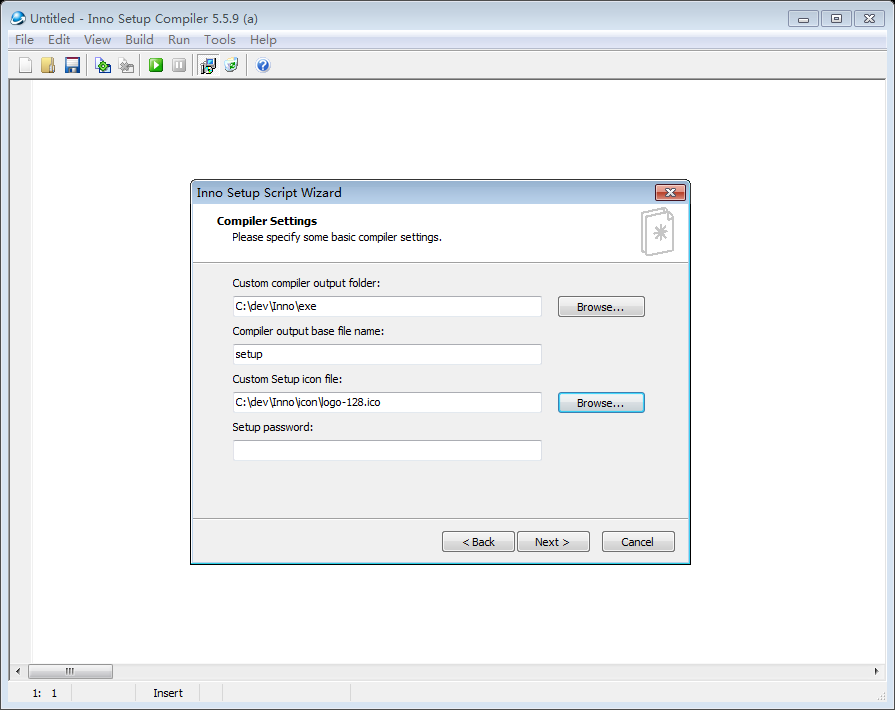 Untitled - Inno Setup Compiler 5.5.9 (a)
File Edit View Build Run Tools Help
Inno Setup Script Wizard
Compiler Settings
Please specify some basic compiler settings.
Custom compiler output folder:
C:\dev\Inno\exe
Browse...
Compiler output base file name:
setup
Custom Setup icon file:
C:\dev\Inno\icon\logo-128.ico
Browse...
Setup password:
< Back Next > Cancel
1: 1 Insert